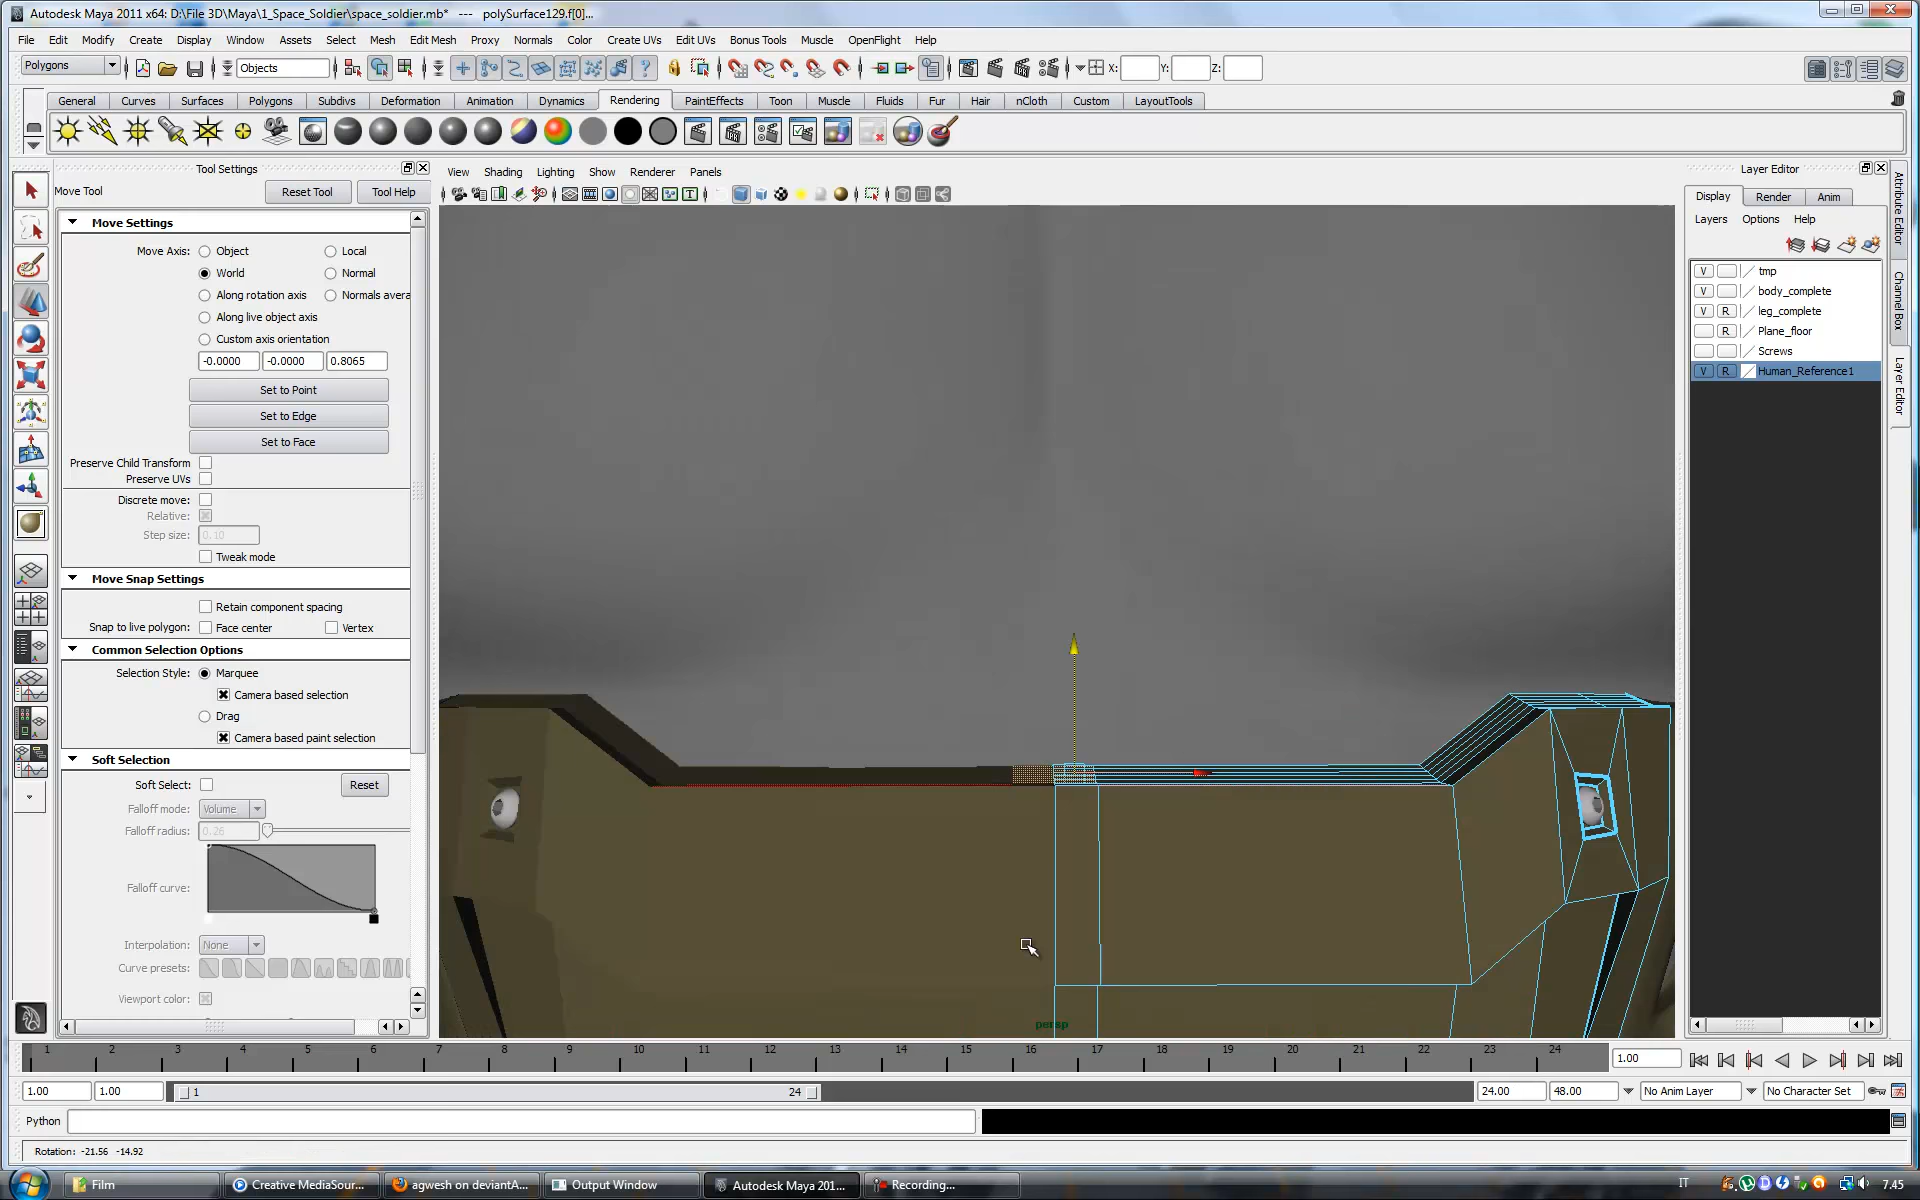 Autodesk Maya 2011 x64: D:\File 3D\Maya\1_Space_Soldier\space_soldier.mb*   ---   polySurface129.f[0]...
File Edit Modify Create Display Window Assets Select Mesh Edit Mesh Proxy Normals Color Create UVs Edit UVs Bonus Tools Muscle OpenFlight Help
Polygons Objects X: Y: Z:
General Curves Surfaces Polygons Subdivs Deformation Animation Dynamics Rendering PaintEffects Toon Muscle Fluids Fur Hair nCloth Custom LayoutTools
Tool Settings
Move Tool Reset Tool Tool Help
Move Settings
Move Axis: Object Local
World Normal
Along rotation axis Normals avera
Along live object axis
Custom axis orientation
-0.0000 -0.0000 0.8065
Set to Point
Set to Edge
Set to Face
Preserve Child Transform
Preserve UVs
Discrete move:
Relative:
Step size: 0.10
Tweak mode
Move Snap Settings
Retain component spacing
Snap to live polygon: Face center Vertex
Common Selection Options
Selection Style: Marquee
Camera based selection
Drag
Camera based paint selection
Soft Selection
Soft Select: Reset
Falloff mode: Volume
Falloff radius: 0.26
Falloff curve:
Interpolation: None
Curve presets:
Viewport color:
View Shading Lighting Show Renderer Panels
persp
Layer Editor
Display Render Anim
Layers Options Help
V tmp
V body_complete
V R leg_complete
R Plane_floor
Screws
V R Human_Reference1
Attribute Editor
Channel Box
Layer Editor
1 2 3 4 5 6 7 8 9 10 11 12 13 14 15 16 17 18 19 20 21 22 23 24 1.00
1.00 1.00 1 24 24.00 48.00 No Anim Layer No Character Set
Python
Rotation: -21.56 -14.92
Film Creative MediaSour... agwesh on deviantA... Output Window Autodesk Maya 201... Recording... IT 7.45